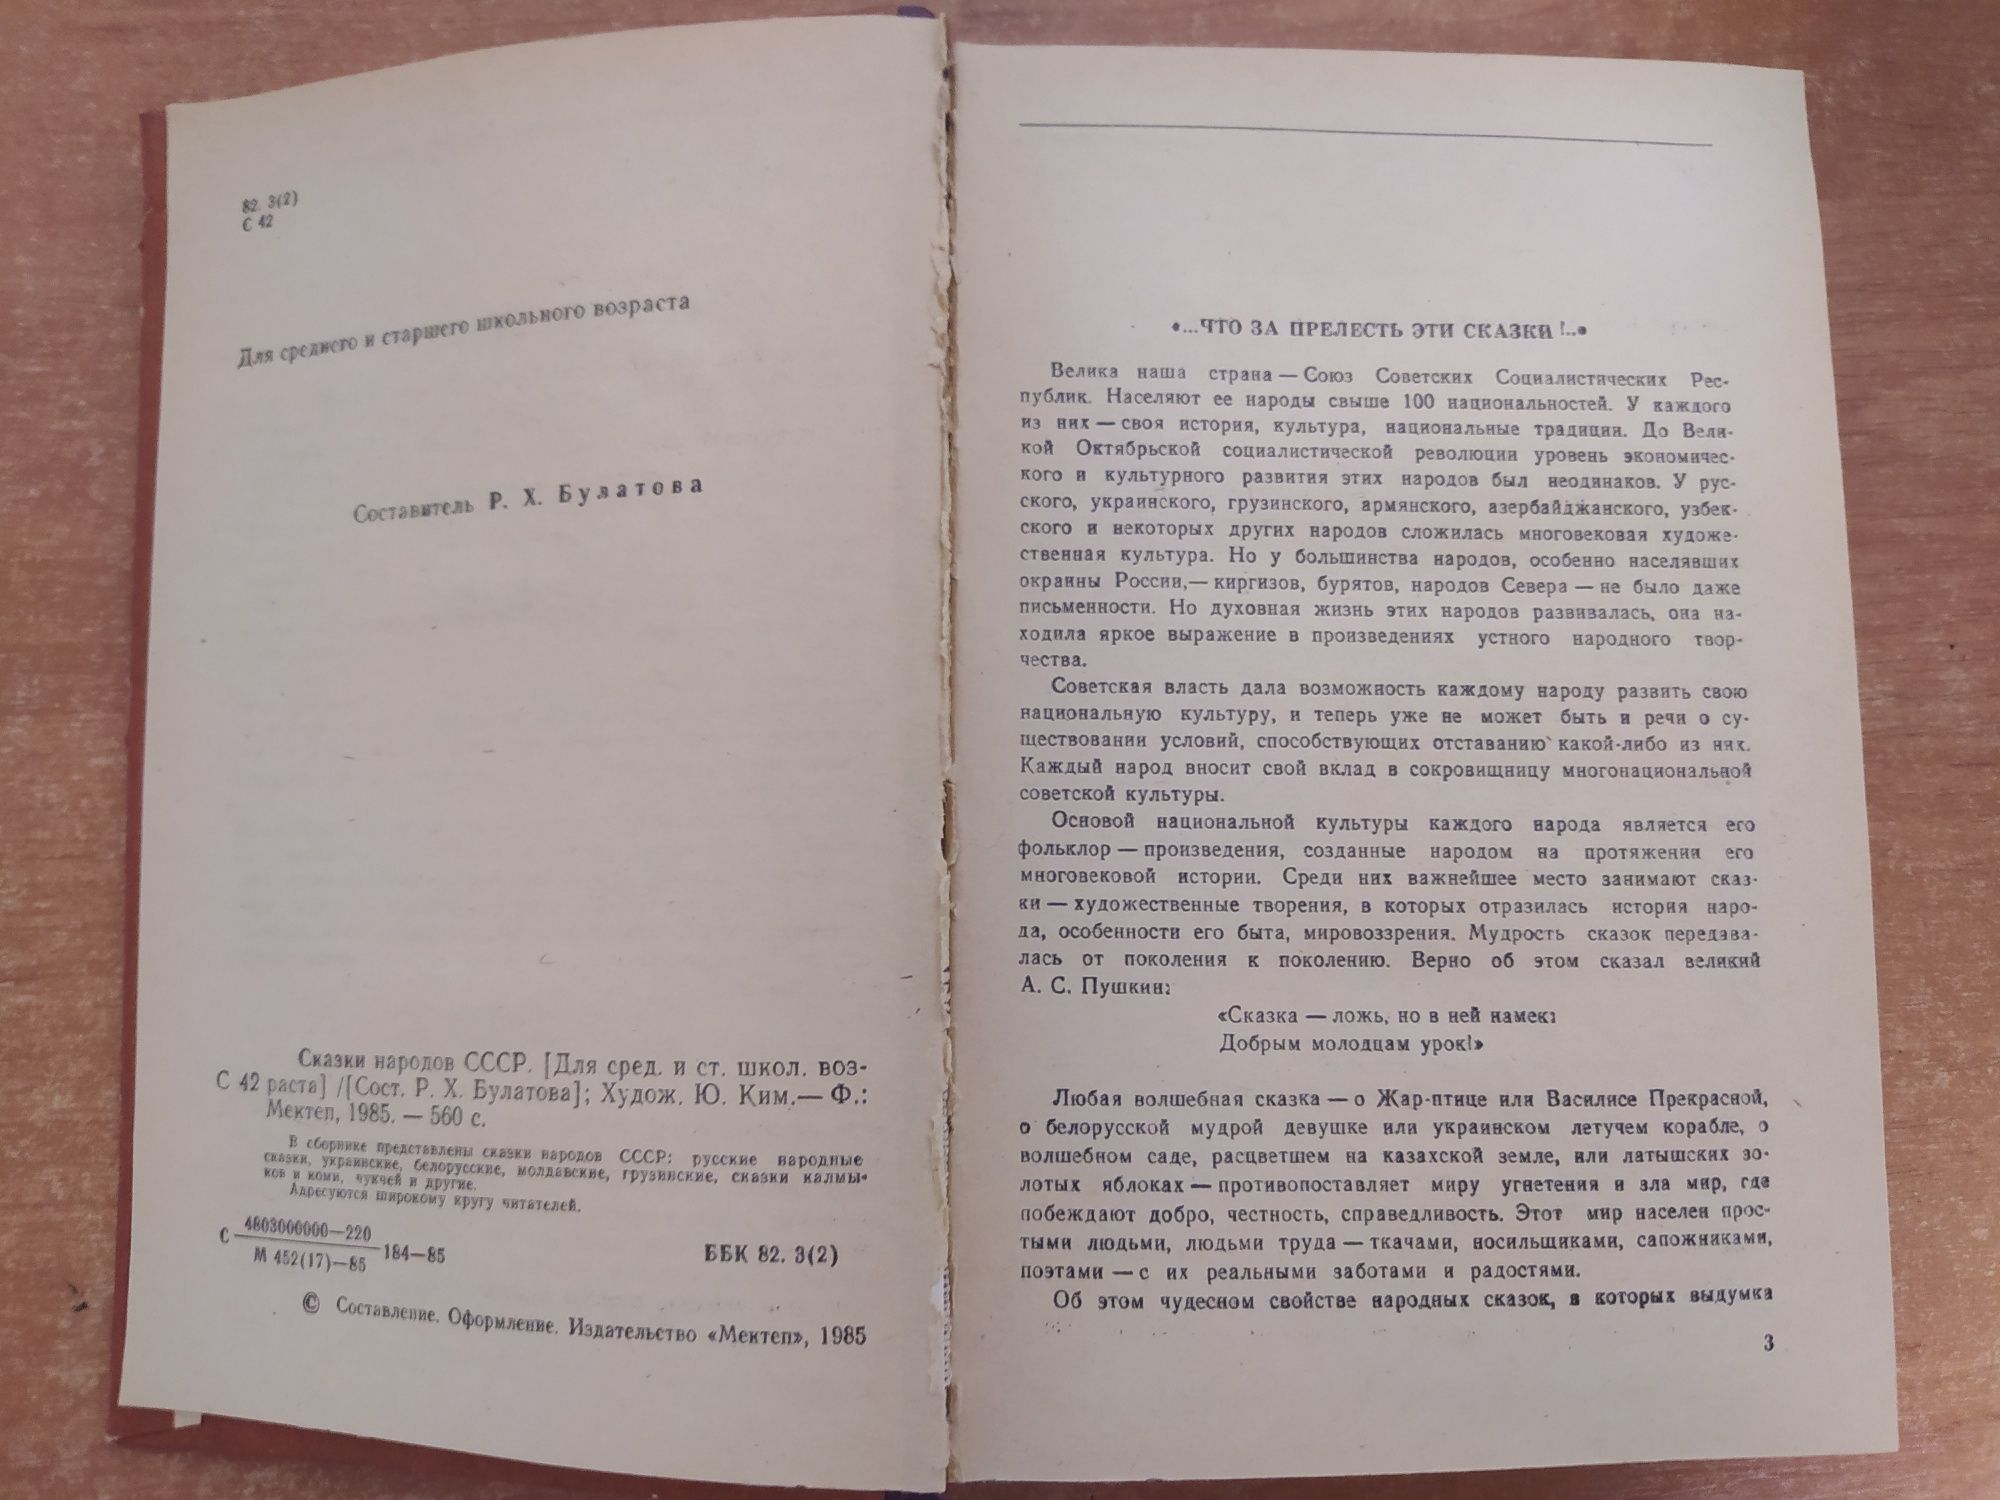 82. 3(2)
С 42
Для среднего и старшего школьного возраста
Составитель Р. Х. Булатова
Сказки народов СССР. [Для сред. и ст. школ. воз-
С 42 раста] /[Сост. Р. Х. Булатова]; Худож. Ю. Ким.— Ф.:
Мектеп, 1985. — 560 с.
В сборнике представлены сказки народов СССР: русские народные
сказки, украинские, белорусские, молдавские, грузинские, сказки калмы-
ков и коми, чукчей и другие.
Адресуются широкому кругу читателей.
С 4803000000—220
М 452(17)—85 184—85
ББК 82. 3(2)
© Составление. Оформление. Издательство «Мектеп», 1985
«...ЧТО ЗА ПРЕЛЕСТЬ ЭТИ СКАЗКИ!..»
Велика наша страна — Союз Советских Социалистических Рес-
публик. Населяют ее народы свыше 100 национальностей. У каждого
из них — своя история, культура, национальные традиции. До Вели-
кой Октябрьской социалистической революции уровень экономичес-
кого и культурного развития этих народов был неодинаков. У рус-
ского, украинского, грузинского, армянского, азербайджанского, узбек-
ского и некоторых других народов сложилась многовековая художе-
ственная культура. Но у большинства народов, особенно населявших
окраины России,— киргизов, бурятов, народов Севера — не было даже
письменности. Но духовная жизнь этих народов развивалась, она на-
ходила яркое выражение в произведениях устного народного твор-
чества.
Советская власть дала возможность каждому народу развить свою
национальную культуру, и теперь уже не может быть и речи о су-
ществовании условий, способствующих отставанию какой-либо из них.
Каждый народ вносит свой вклад в сокровищницу многонациональной
советской культуры.
Основой национальной культуры каждого народа является его
фольклор — произведения, созданные народом на протяжении его
многовековой истории. Среди них важнейшее место занимают сказ-
ки — художественные творения, в которых отразилась история наро-
да, особенности его быта, мировоззрения. Мудрость сказок передава-
лась от поколения к поколению. Верно об этом сказал великий
А. С. Пушкин:
«Сказка — ложь, но в ней намек:
Добрым молодцам урок!»
Любая волшебная сказка — о Жар-птице или Василисе Прекрасной,
о белорусской мудрой девушке или украинском летучем корабле, о
волшебном саде, расцветшем на казахской земле, или латышских зо-
лотых яблоках — противопоставляет миру угнетения и зла мир, где
побеждают добро, честность, справедливость. Этот мир населен прос-
тыми людьми, людьми труда — ткачами, носильщиками, сапожниками,
поэтами — с их реальными заботами и радостями.
Об этом чудесном свойстве народных сказок, в которых выдумка
3